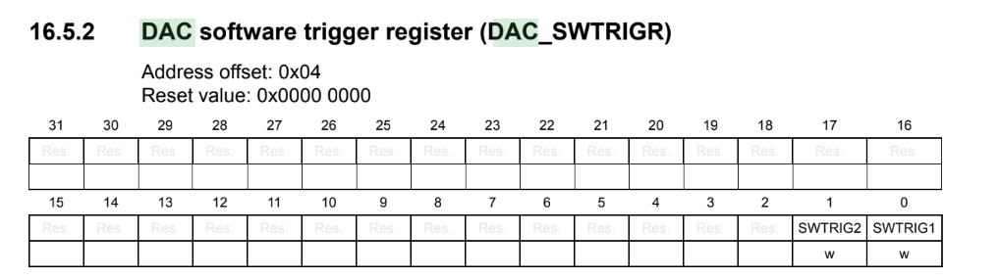 16.5.2 DAC software trigger register (DAC_SWTRIGR)
Address offset: 0x04
Reset value: 0x0000 0000
31 30 29 28 27 26 25 24 23 22 21 20 19 18 17 16
Res. Res. Res. Res. Res. Res. Res. Res. Res. Res. Res. Res. Res. Res. Res. Res.
15 14 13 12 11 10 9 8 7 6 5 4 3 2 1 0
Res. Res. Res. Res. Res. Res. Res. Res. Res. Res. Res. Res. Res. Res. SWTRIG2 SWTRIG1
w w